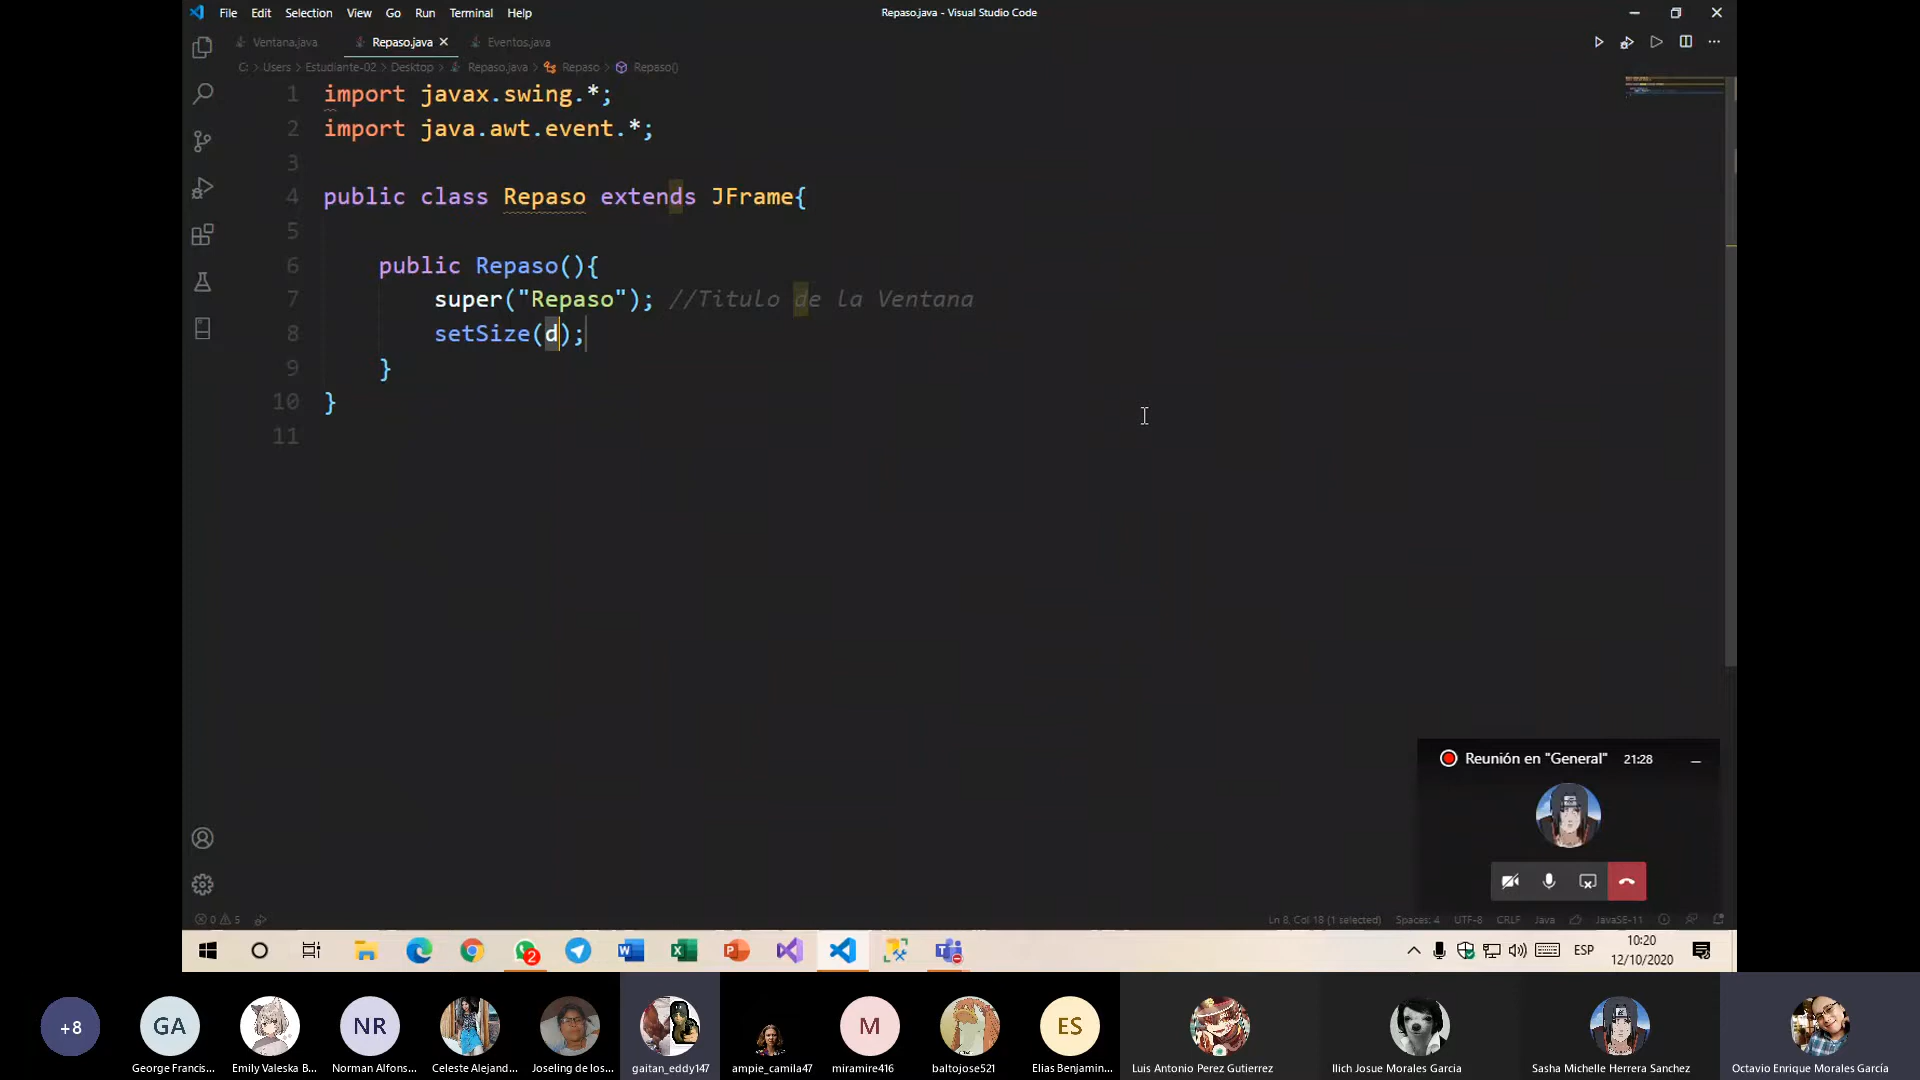 File Edit Selection View Go Run Terminal Help
Repaso.java - Visual Studio Code
Ventana.java Repaso.java Eventos.java
C: > Users > Estudiante-02 > Desktop > Repaso.java > Repaso > Repaso()
1 import javax.swing.*;
2 import java.awt.event.*;
3
4 public class Repaso extends JFrame{
5
6 public Repaso(){
7 super("Repaso"); //Titulo de la Ventana
8 setSize(d);
9 }
10 }
11
Reunión en "General" 21:28
0 5
Ln 8, Col 18 (1 selected) Spaces: 4 UTF-8 CRLF Java JavaSE-11
2
ESP
10:20
12/10/2020
+8 GA NR M ES
George Francis... Emily Valeska B... Norman Alfons... Celeste Alejand... Joseling de los... gaitan_eddy147 ampie_camila47 miramire416 baltojose521 Elias Benjamin... Luis Antonio Perez Gutierrez Ilich Josue Morales Garcia Sasha Michelle Herrera Sanchez Octavio Enrique Morales García